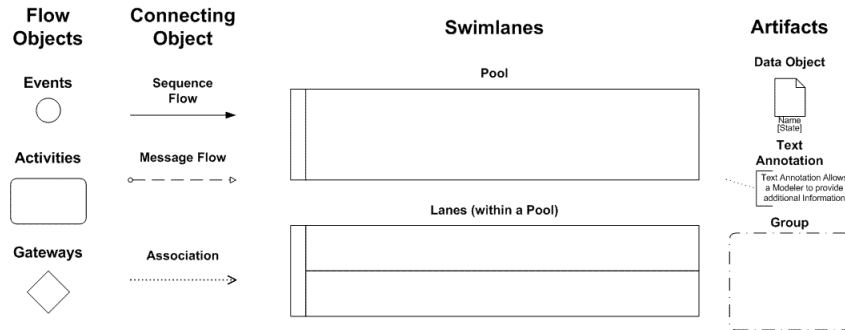 Flow
Objects
Events
Activities
Gateways
Connecting
Object
Sequence
Flow
Message Flow
Association
Swimlanes
Pool
Lanes (within a Pool)
Artifacts
Data Object
Name
[State]
Text
Annotation
Text Annotation Allows
a Modeler to provide
additional Information
Group